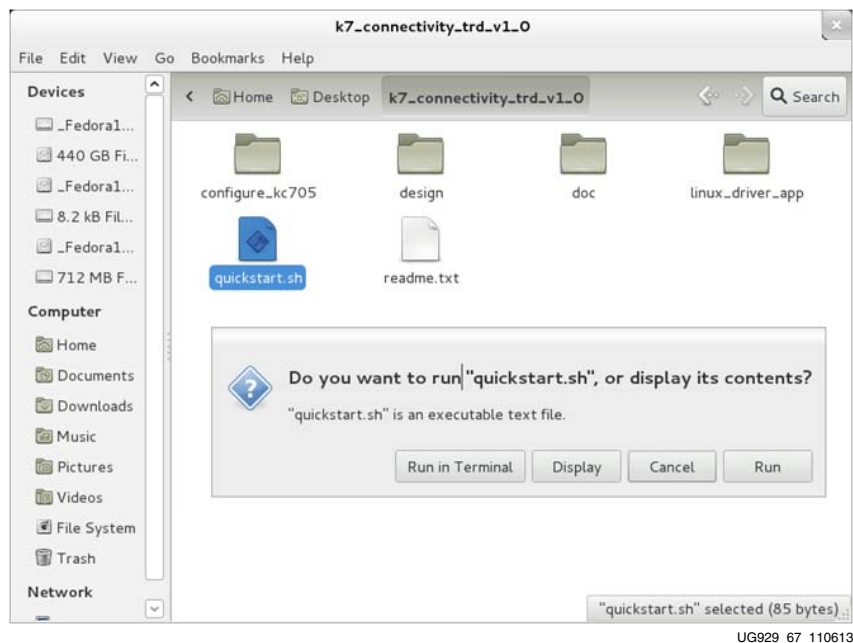 k7_connectivity_trd_v1_0
File Edit View Go Bookmarks Help
Devices
_Fedora1...
440 GB Fi...
_Fedora1...
8.2 kB Fil...
_Fedora1...
712 MB F...
Computer
Home
Documents
Downloads
Music
Pictures
Videos
File System
Trash
Network
Home Desktop k7_connectivity_trd_v1_0
Search
configure_kc705 design doc linux_driver_app
quickstart.sh readme.txt
Do you want to run "quickstart.sh", or display its contents?
"quickstart.sh" is an executable text file.
Run in Terminal Display Cancel Run
"quickstart.sh" selected (85 bytes)
UG929_67_110613